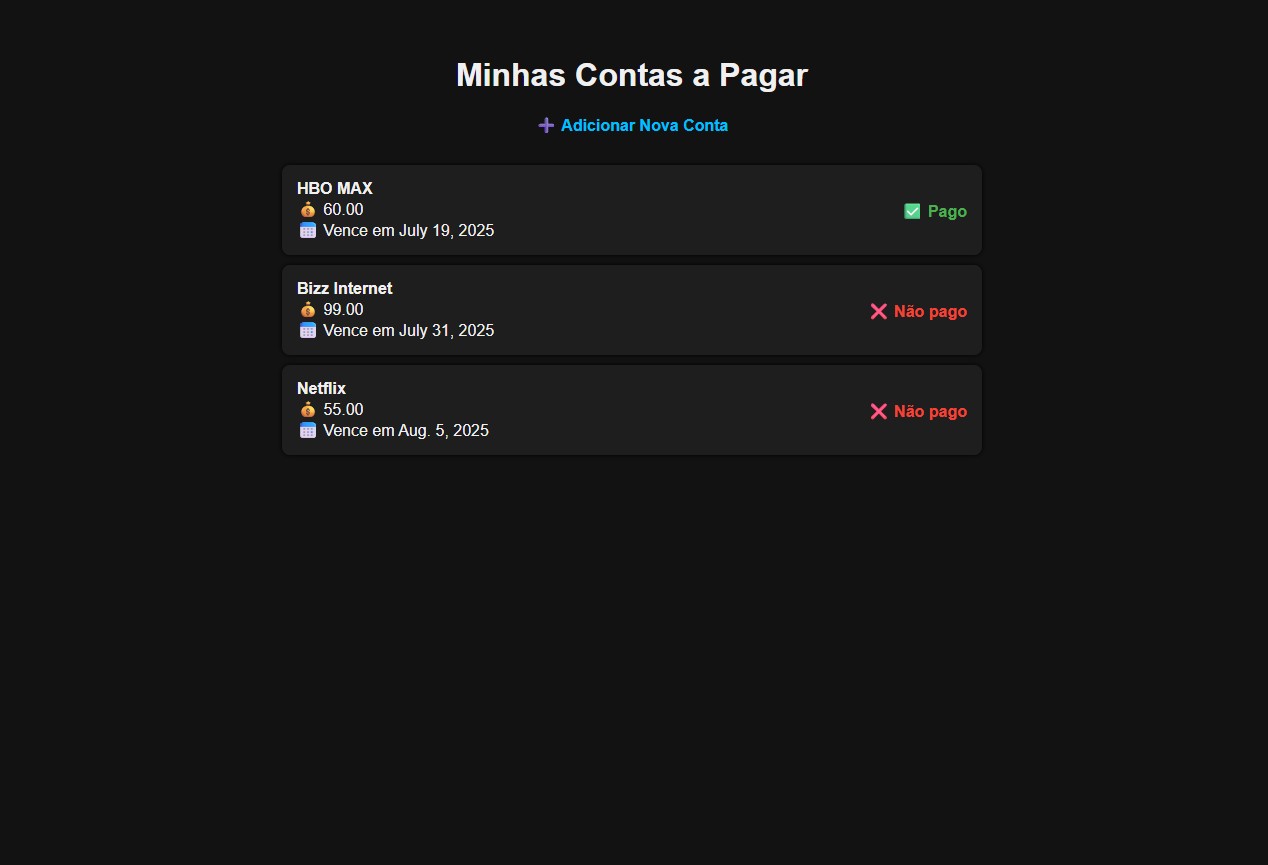 Minhas Contas a Pagar
➕ Adicionar Nova Conta
HBO MAX
💰 60.00
📅 Vence em July 19, 2025
✅ Pago
Bizz Internet
💰 99.00
📅 Vence em July 31, 2025
❌ Não pago
Netflix
💰 55.00
📅 Vence em Aug. 5, 2025
❌ Não pago